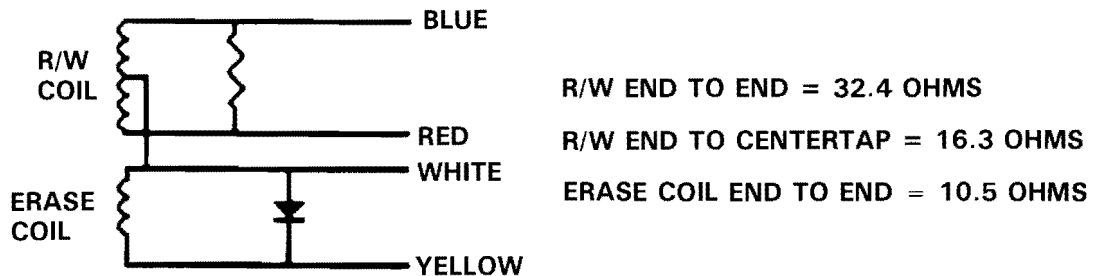 BLUE
R/W
COIL
RED
WHITE
ERASE
COIL
YELLOW
R/W END TO END = 32.4 OHMS
R/W END TO CENTERTAP = 16.3 OHMS
ERASE COIL END TO END = 10.5 OHMS